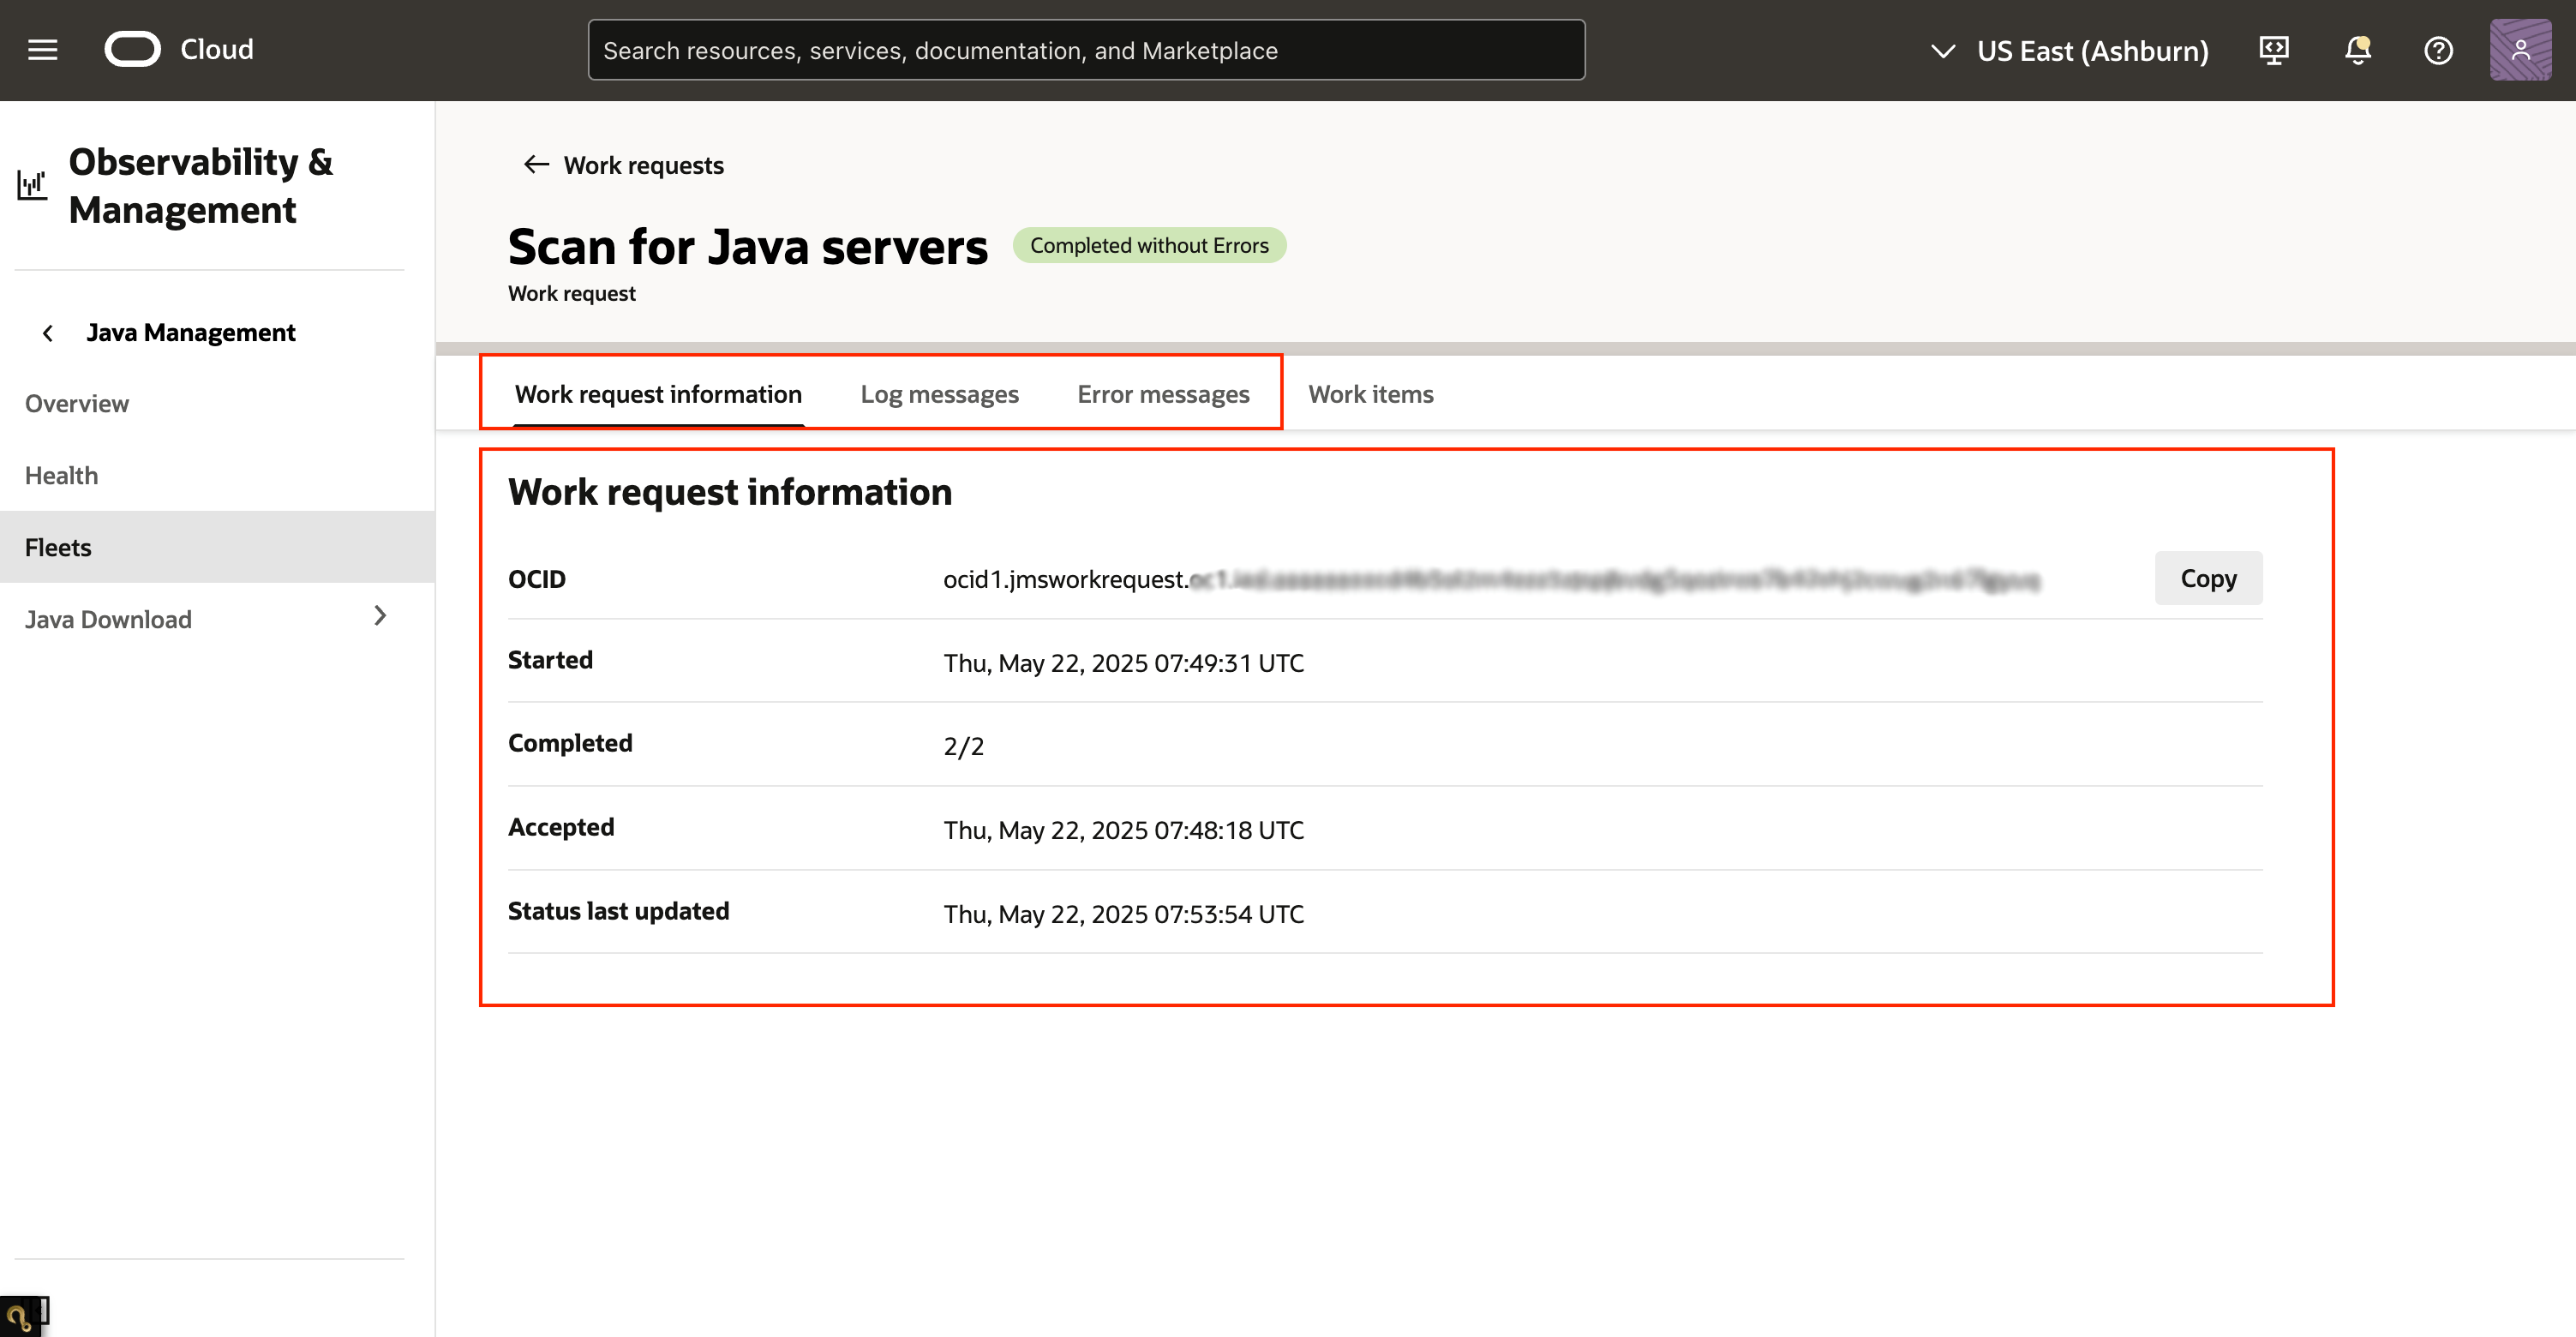 Cloud
Search resources, services, documentation, and Marketplace
US East (Ashburn)
Observability &
Management
Java Management
Overview
Health
Fleets
Java Download
Work requests
Scan for Java servers
Completed without Errors
Work request
Work request information
Log messages
Error messages
Work items
Work request information
OCID ocid1.jmsworkrequest.
Copy
Started Thu, May 22, 2025 07:49:31 UTC
Completed 2/2
Accepted Thu, May 22, 2025 07:48:18 UTC
Status last updated Thu, May 22, 2025 07:53:54 UTC